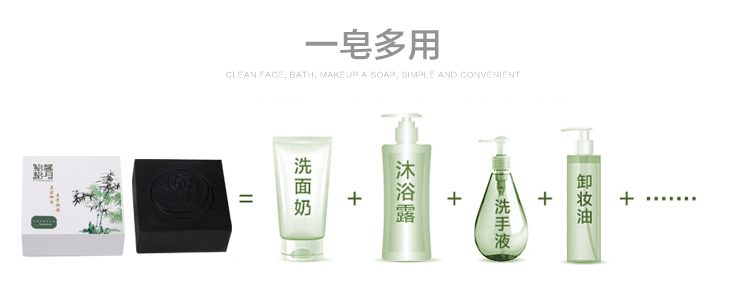 一皂多用
CLEAN FACE, BATH, MAKEUP A SOAP, SIMPLE AND CONVENIENT
=
洗面奶
+
沐浴露
+
洗手液
+
卸妆油
+
·······